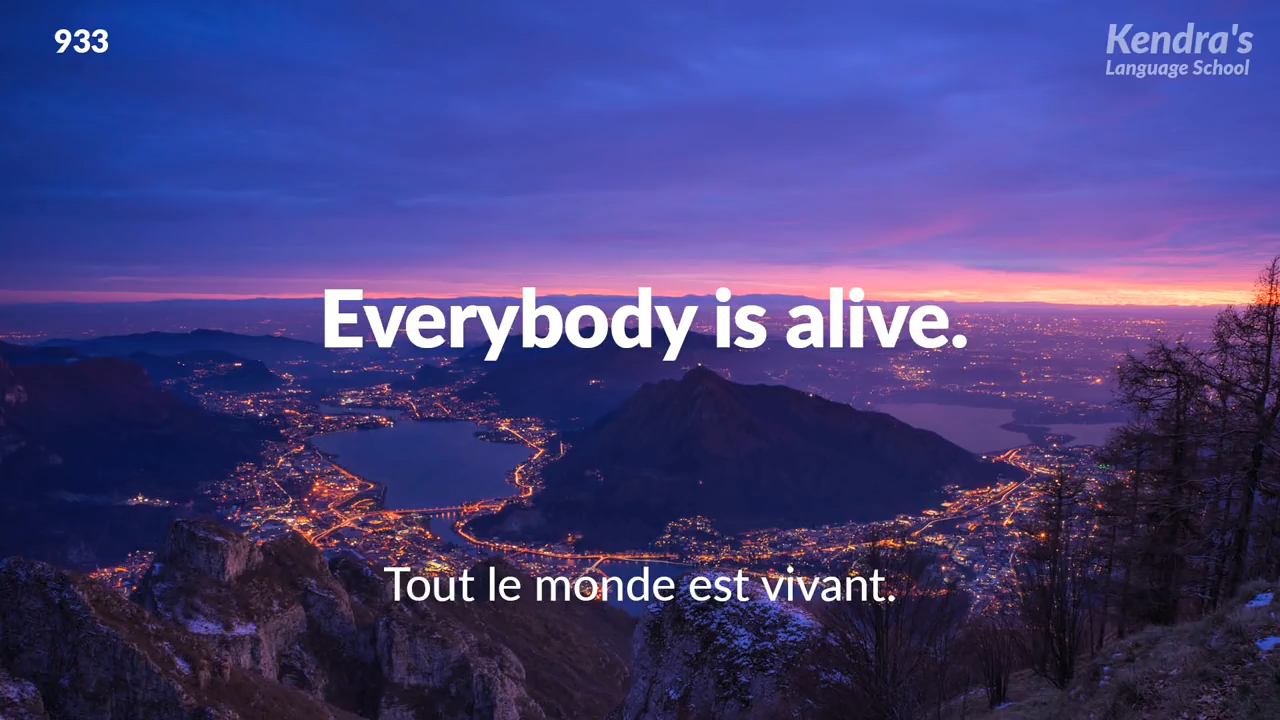 933
Kendra's
Language School
Everybody is alive.
Tout le monde est vivant.